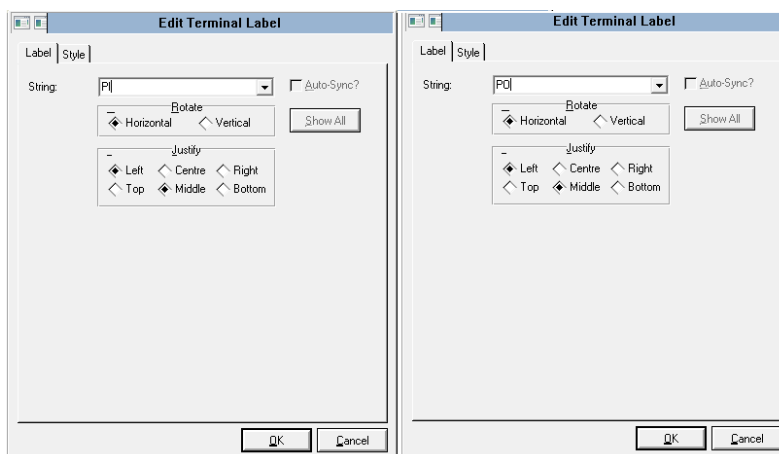 Edit Terminal Label
Label Style
String: PI Auto-Sync?
Rotate
Horizontal Vertical Show All
Justify
Left Centre Right
Top Middle Bottom
OK Cancel
Edit Terminal Label
Label Style
String: PO Auto-Sync?
Rotate
Horizontal Vertical Show All
Justify
Left Centre Right
Top Middle Bottom
OK Cancel